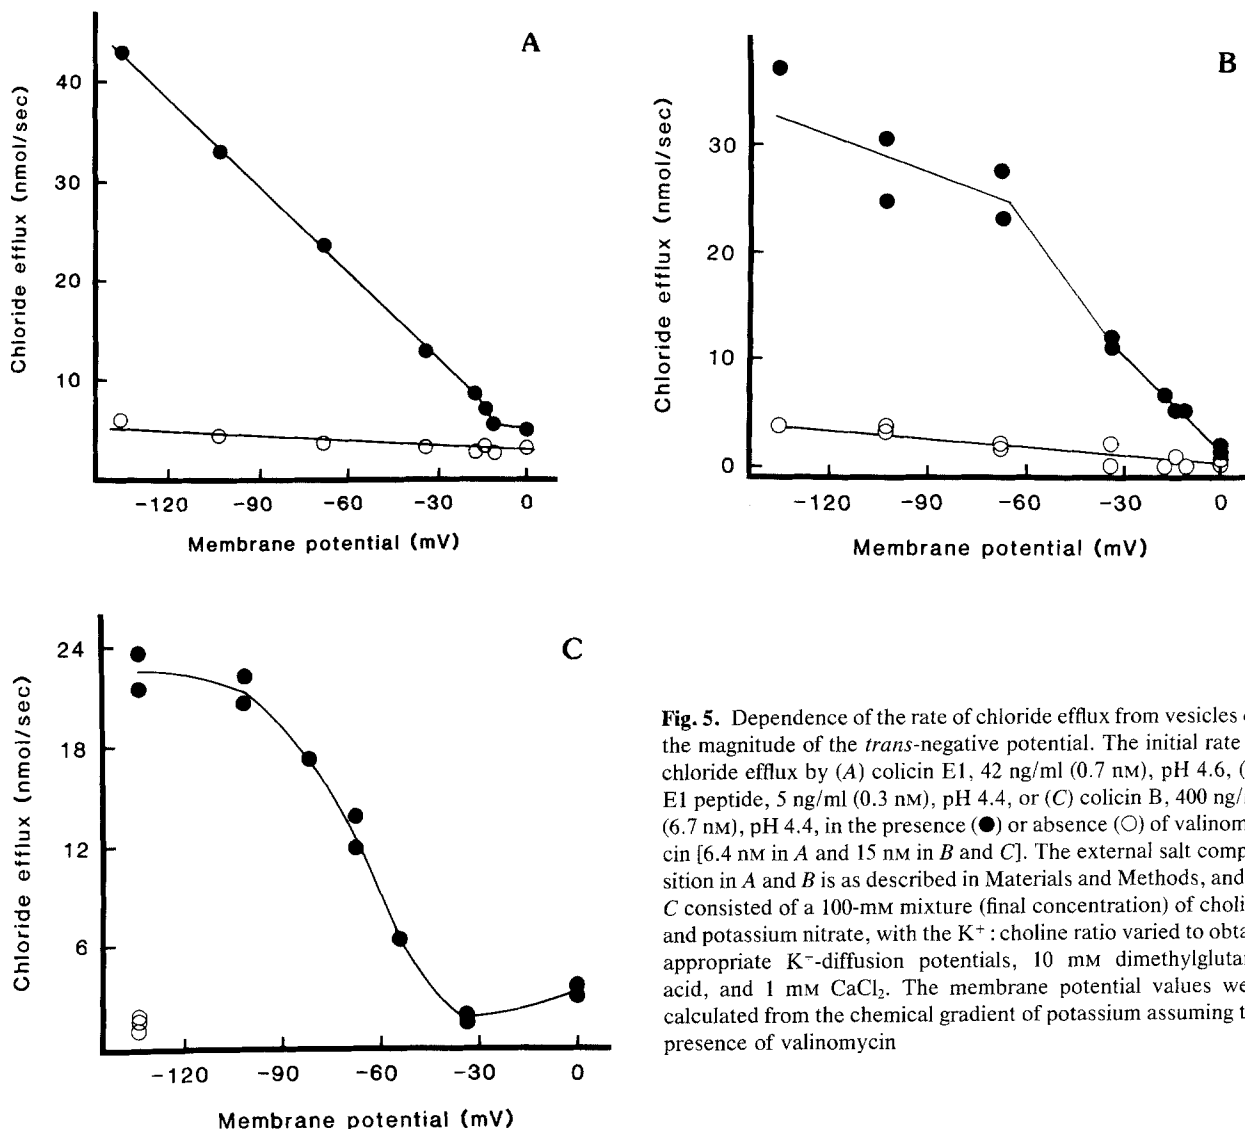 A
40
30
20
10
Chloride efflux (nmol/sec)
-120 -90 -60 -30 0
Membrane potential (mV)
B
30
20
10
0
Chloride efflux (nmol/sec)
-120 -90 -60 -30 0
Membrane potential (mV)
C
24
18
12
6
Chloride efflux (nmol/sec)
-120 -90 -60 -30 0
Membrane potential (mV)
Fig. 5. Dependence of the rate of chloride efflux from vesicles
the magnitude of the trans-negative potential. The initial rate
chloride efflux by (A) colicin E1, 42 ng/ml (0.7 nM), pH 4.6, (
E1 peptide, 5 ng/ml (0.3 nM), pH 4.4, or (C) colicin B, 400 ng/
(6.7 nM), pH 4.4, in the presence (●) or absence (○) of valinom
cin [6.4 nM in A and 15 nM in B and C]. The external salt comp
sition in A and B is as described in Materials and Methods, and
C consisted of a 100-mM mixture (final concentration) of choli
and potassium nitrate, with the K⁺ : choline ratio varied to obta
appropriate K⁻-diffusion potentials, 10 mM dimethylgluta
acid, and 1 mM CaCl₂. The membrane potential values we
calculated from the chemical gradient of potassium assuming t
presence of valinomycin